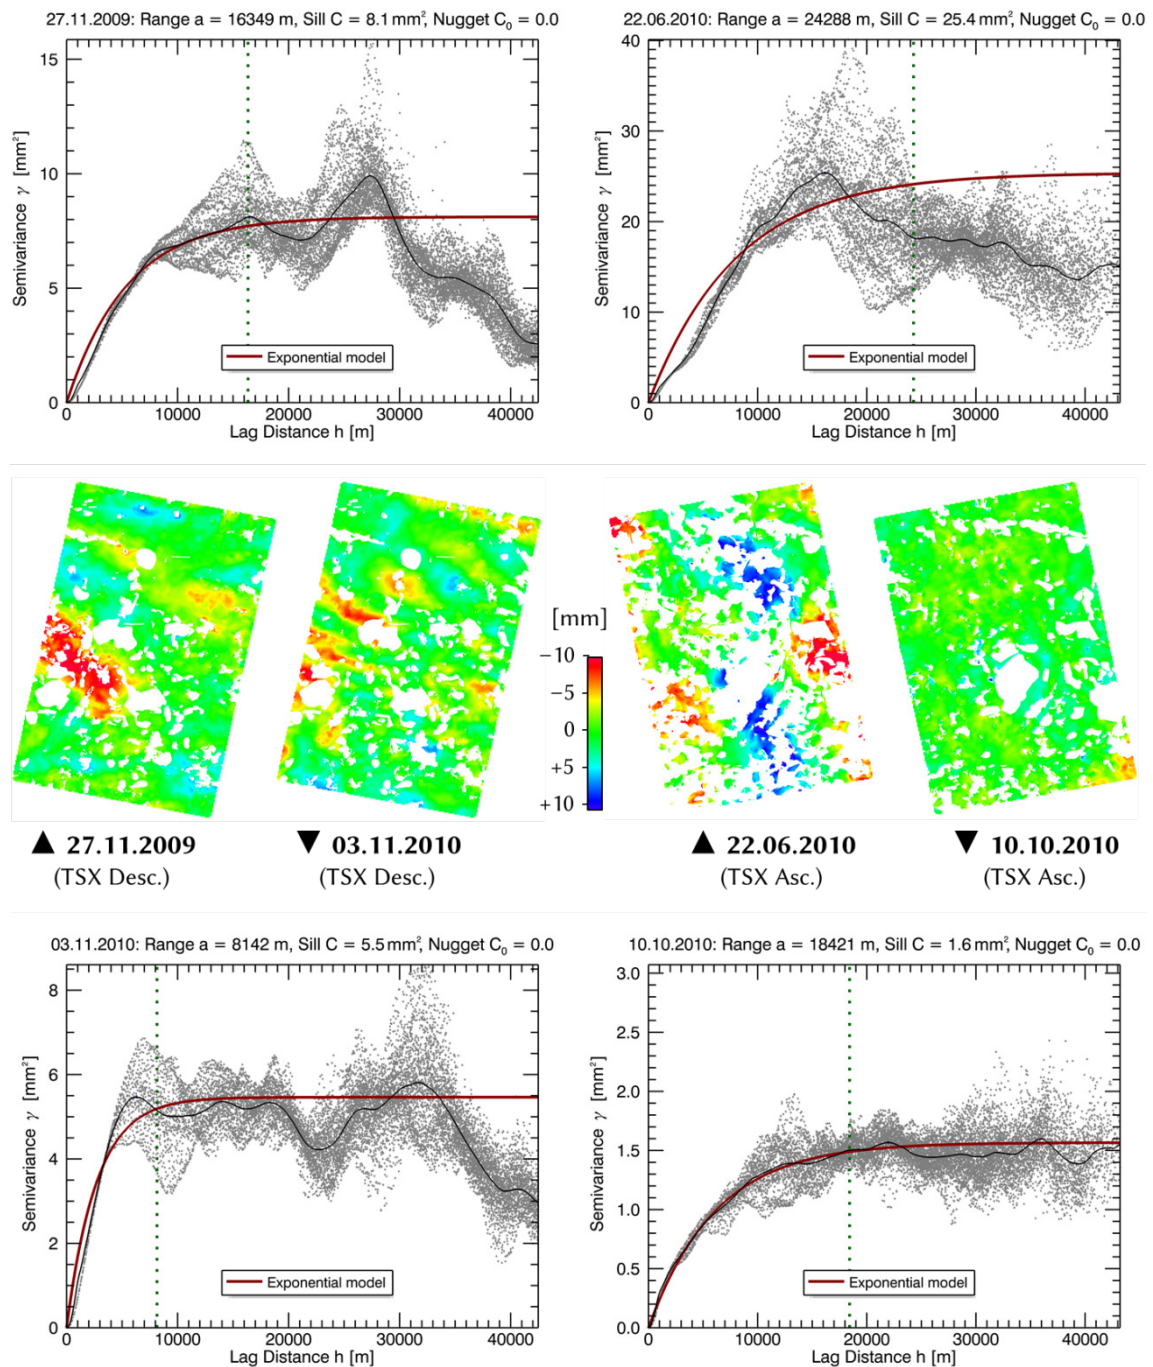 27.11.2009: Range a = 16349 m, Sill C = 8.1 mm², Nugget C₀ = 0.0
Semivariance γ [mm²]
15
10
5
0
Exponential model
0 10000 20000 30000 40000
Lag Distance h [m]
22.06.2010: Range a = 24288 m, Sill C = 25.4 mm², Nugget C₀ = 0.0
Semivariance γ [mm²]
40
30
20
10
0
Exponential model
0 10000 20000 30000 40000
Lag Distance h [m]
[mm]
−10
−5
0
+5
+10
▲ 27.11.2009
(TSX Desc.)
▼ 03.11.2010
(TSX Desc.)
▲ 22.06.2010
(TSX Asc.)
▼ 10.10.2010
(TSX Asc.)
03.11.2010: Range a = 8142 m, Sill C = 5.5 mm², Nugget C₀ = 0.0
Semivariance γ [mm²]
8
6
4
2
0
Exponential model
0 10000 20000 30000 40000
Lag Distance h [m]
10.10.2010: Range a = 18421 m, Sill C = 1.6 mm², Nugget C₀ = 0.0
Semivariance γ [mm²]
3.0
2.5
2.0
1.5
1.0
0.5
0.0
Exponential model
0 10000 20000 30000 40000
Lag Distance h [m]